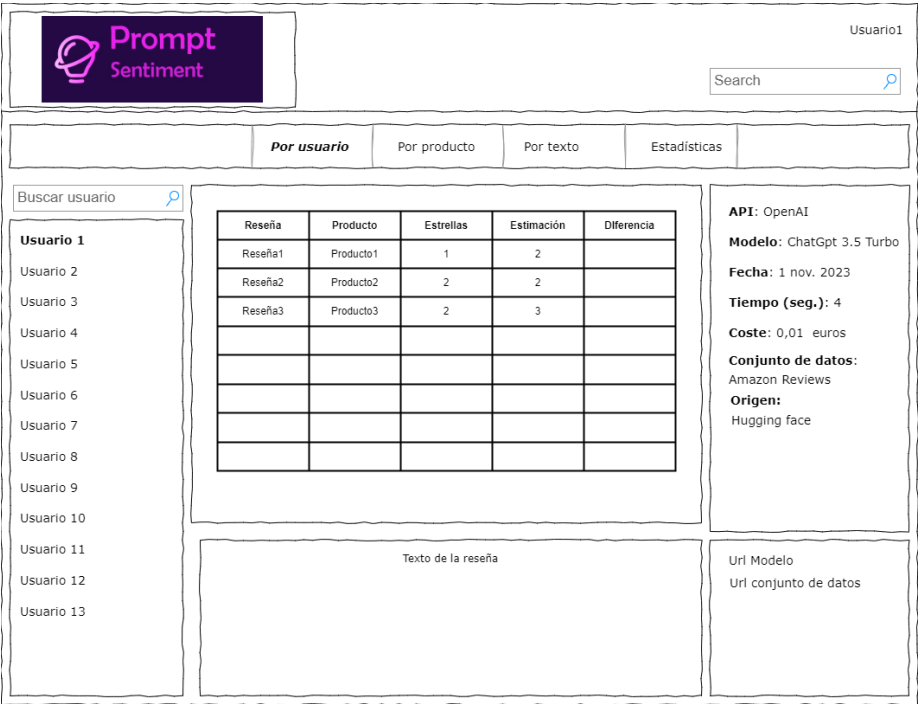 Prompt
Sentiment
Usuario1
Search
Por usuario
Por producto
Por texto
Estadísticas
Buscar usuario
Usuario 1
Usuario 2
Usuario 3
Usuario 4
Usuario 5
Usuario 6
Usuario 7
Usuario 8
Usuario 9
Usuario 10
Usuario 11
Usuario 12
Usuario 13
Reseña Producto Estrellas Estimación DIferencia
Reseña1 Producto1 1 2
Reseña2 Producto2 2 2
Reseña3 Producto3 2 3
Texto de la reseña
API: OpenAI
Modelo: ChatGpt 3.5 Turbo
Fecha: 1 nov. 2023
Tiempo (seg.): 4
Coste: 0,01 euros
Conjunto de datos:
Amazon Reviews
Origen:
Hugging face
Url Modelo
Url conjunto de datos